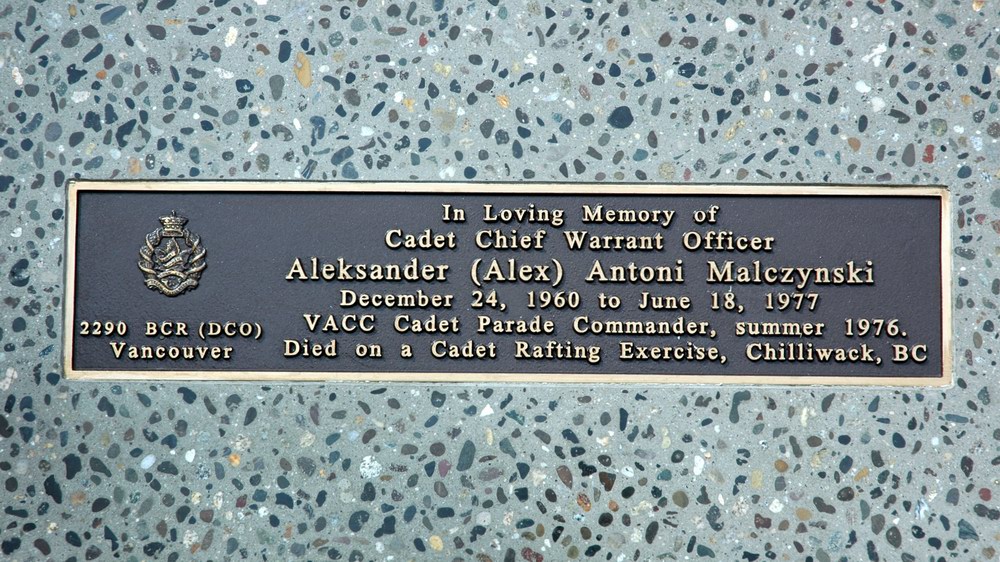 In Loving Memory of
Cadet Chief Warrant Officer
Aleksander (Alex) Antoni Malczynski
December 24, 1960 to June 18, 1977
VACC Cadet Parade Commander, summer 1976.
Died on a Cadet Rafting Exercise, Chilliwack, BC
2290 BCR (DCO)
Vancouver